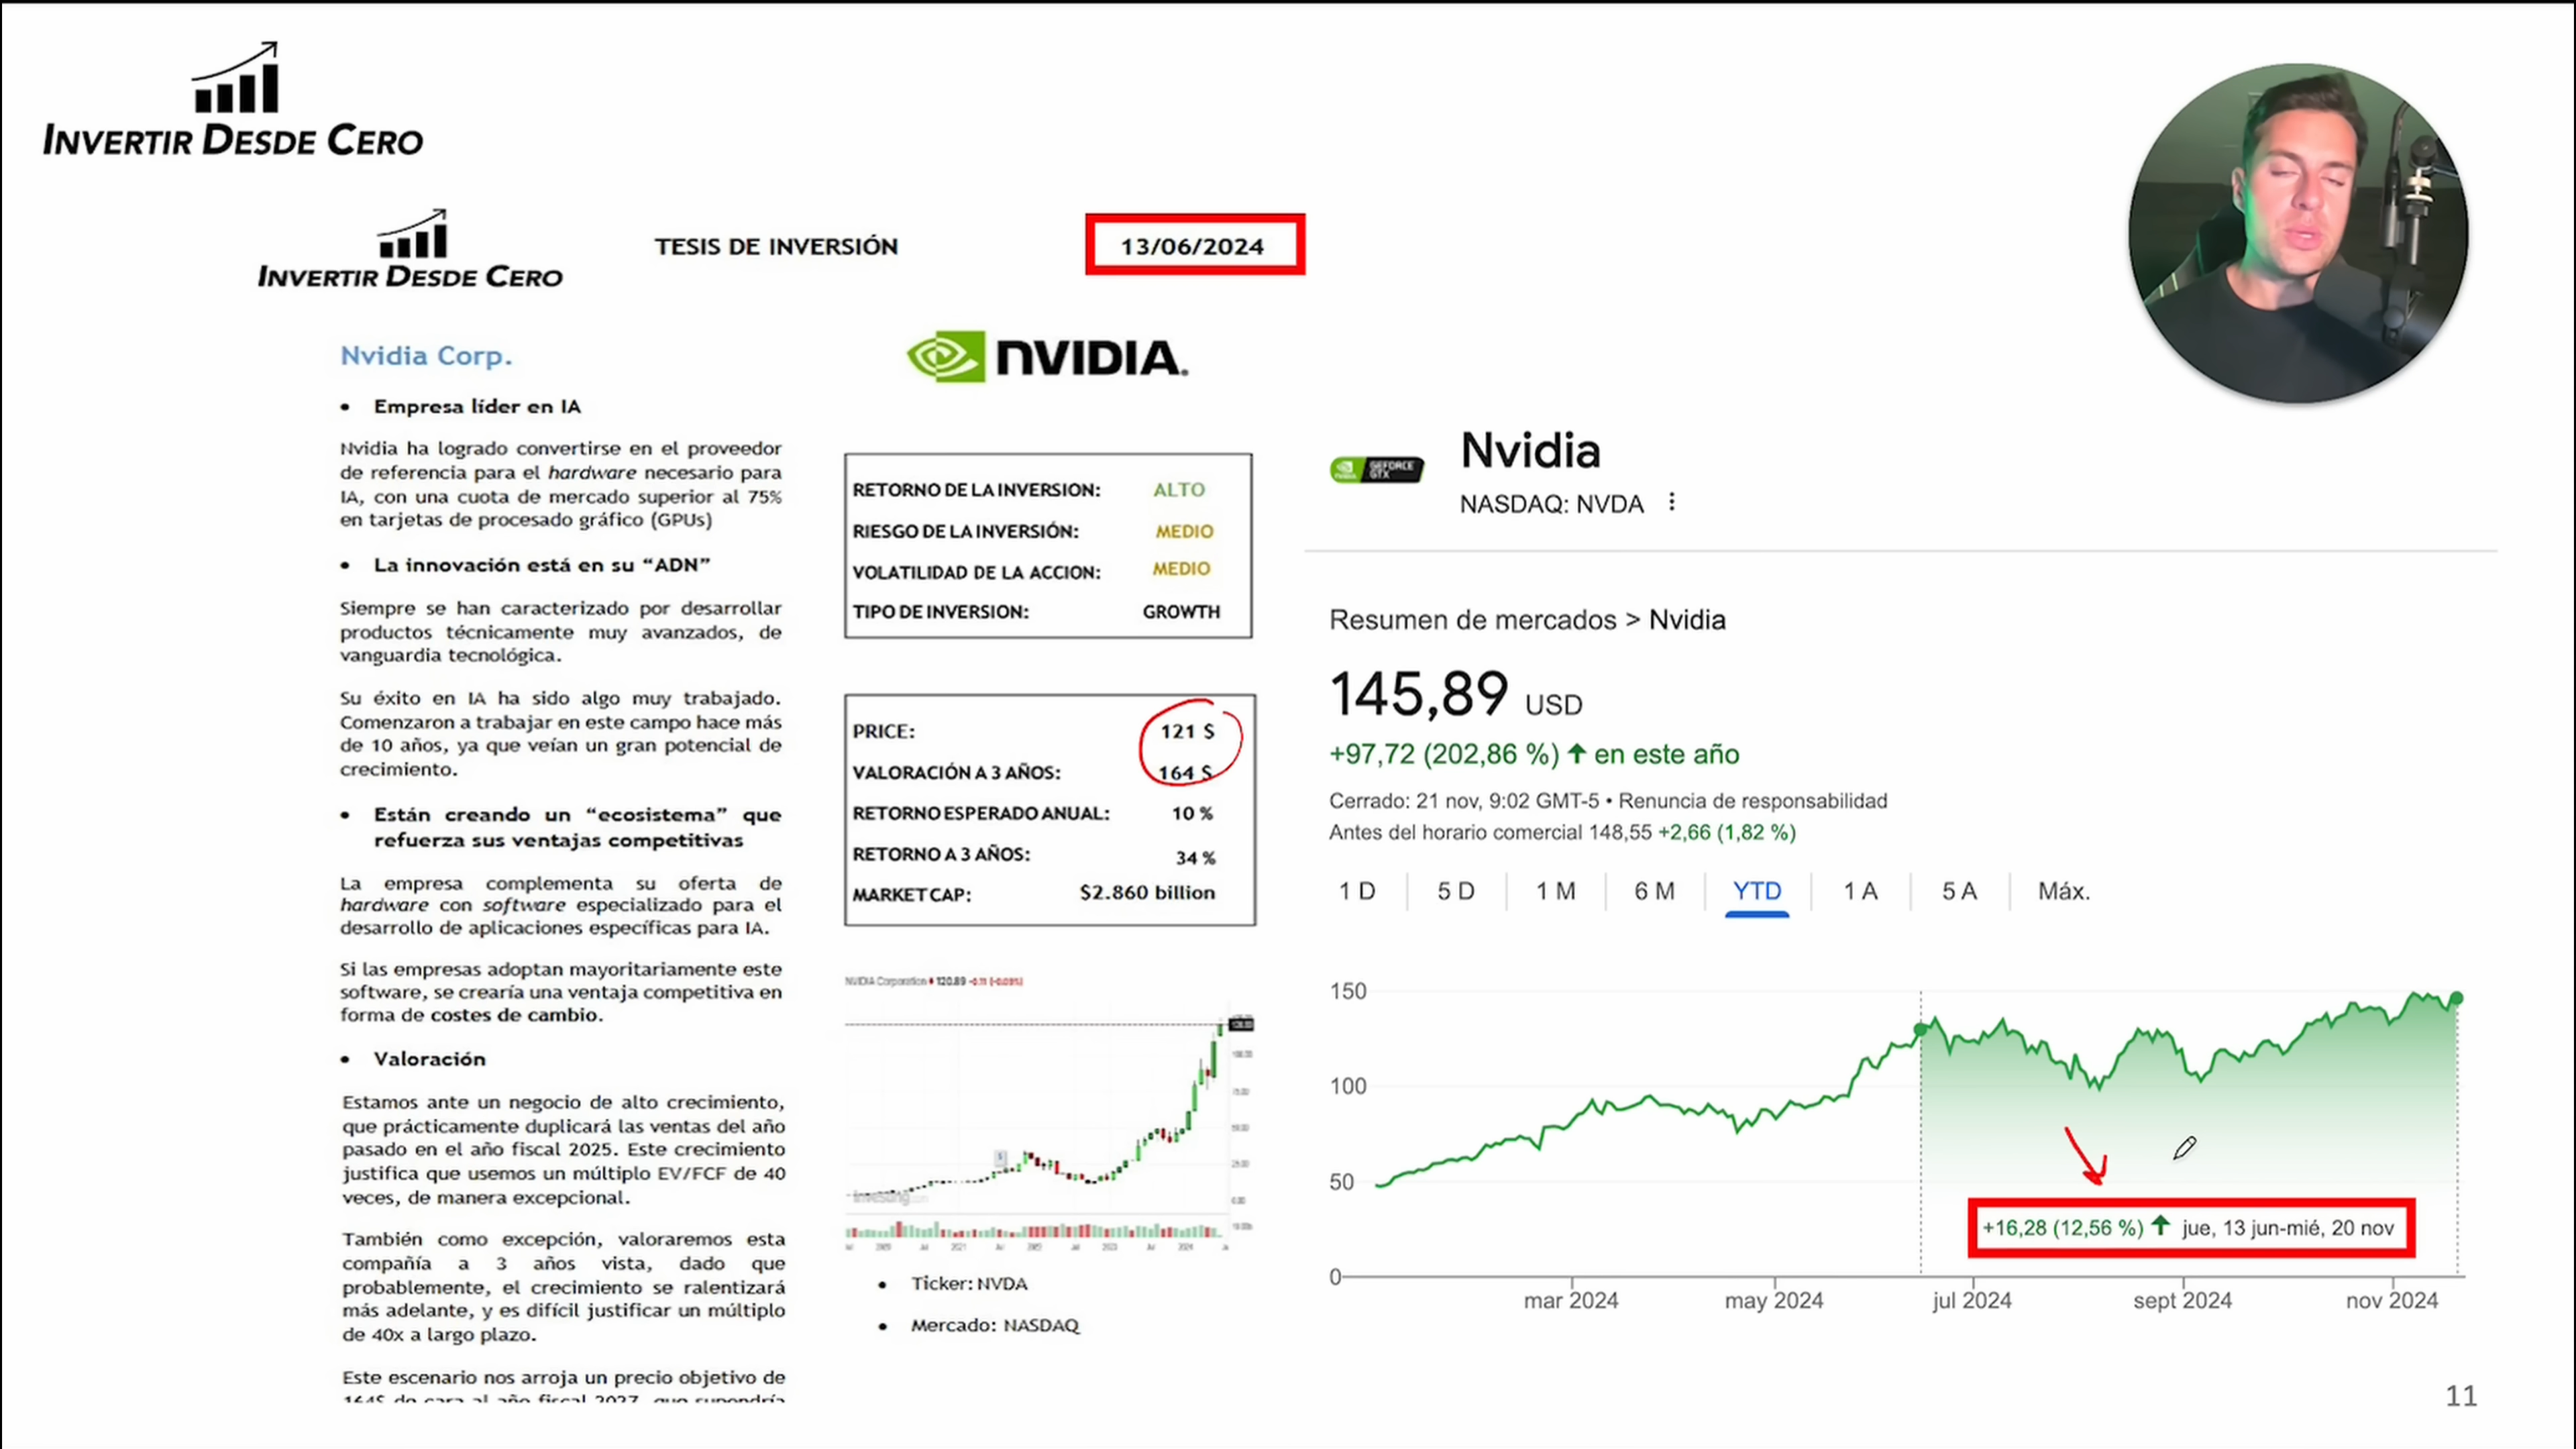 INVERTIR DESDE CERO
INVERTIR DESDE CERO
TESIS DE INVERSIÓN
13/06/2024
Nvidia Corp.
• Empresa líder en IA
Nvidia ha logrado convertirse en el proveedor
de referencia para el hardware necesario para
IA, con una cuota de mercado superior al 75%
en tarjetas de procesado gráfico (GPUs)
• La innovación está en su “ADN”
Siempre se han caracterizado por desarrollar
productos técnicamente muy avanzados, de
vanguardia tecnológica.
Su éxito en IA ha sido algo muy trabajado.
Comenzaron a trabajar en este campo hace más
de 10 años, ya que veían un gran potencial de
crecimiento.
• Están creando un “ecosistema” que
refuerza sus ventajas competitivas
La empresa complementa su oferta de
hardware con software especializado para el
desarrollo de aplicaciones específicas para IA.
Si las empresas adoptan mayoritariamente este
software, se crearía una ventaja competitiva en
forma de costes de cambio.
• Valoración
Estamos ante un negocio de alto crecimiento,
que prácticamente duplicará las ventas del año
pasado en el año fiscal 2025. Este crecimiento
justifica que usemos un múltiplo EV/FCF de 40
veces, de manera excepcional.
También como excepción, valoraremos esta
compañía a 3 años vista, dado que
probablemente, el crecimiento se ralentizará
más adelante, y es difícil justificar un múltiplo
de 40x a largo plazo.
Este escenario nos arroja un precio objetivo de
164$ de cara al año fiscal 2027, que supondría
NVIDIA.
RETORNO DE LA INVERSION: ALTO
RIESGO DE LA INVERSIÓN: MEDIO
VOLATILIDAD DE LA ACCION: MEDIO
TIPO DE INVERSION: GROWTH
PRICE: 121 $
VALORACIÓN A 3 AÑOS: 164 $
RETORNO ESPERADO ANUAL: 10 %
RETORNO A 3 AÑOS: 34 %
MARKET CAP: $2.860 billion
NVIDIA Corporation 120.89
• Ticker: NVDA
• Mercado: NASDAQ
GEFORCE
GTX
Nvidia
NASDAQ: NVDA
Resumen de mercados > Nvidia
145,89 USD
+97,72 (202,86 %) ↑ en este año
Cerrado: 21 nov, 9:02 GMT-5 • Renuncia de responsabilidad
Antes del horario comercial 148,55 +2,66 (1,82 %)
1 D 5 D 1 M 6 M YTD 1 A 5 A Máx.
150
100
50
0
+16,28 (12,56 %) ↑ jue, 13 jun-mié, 20 nov
mar 2024 may 2024 jul 2024 sept 2024 nov 2024
11